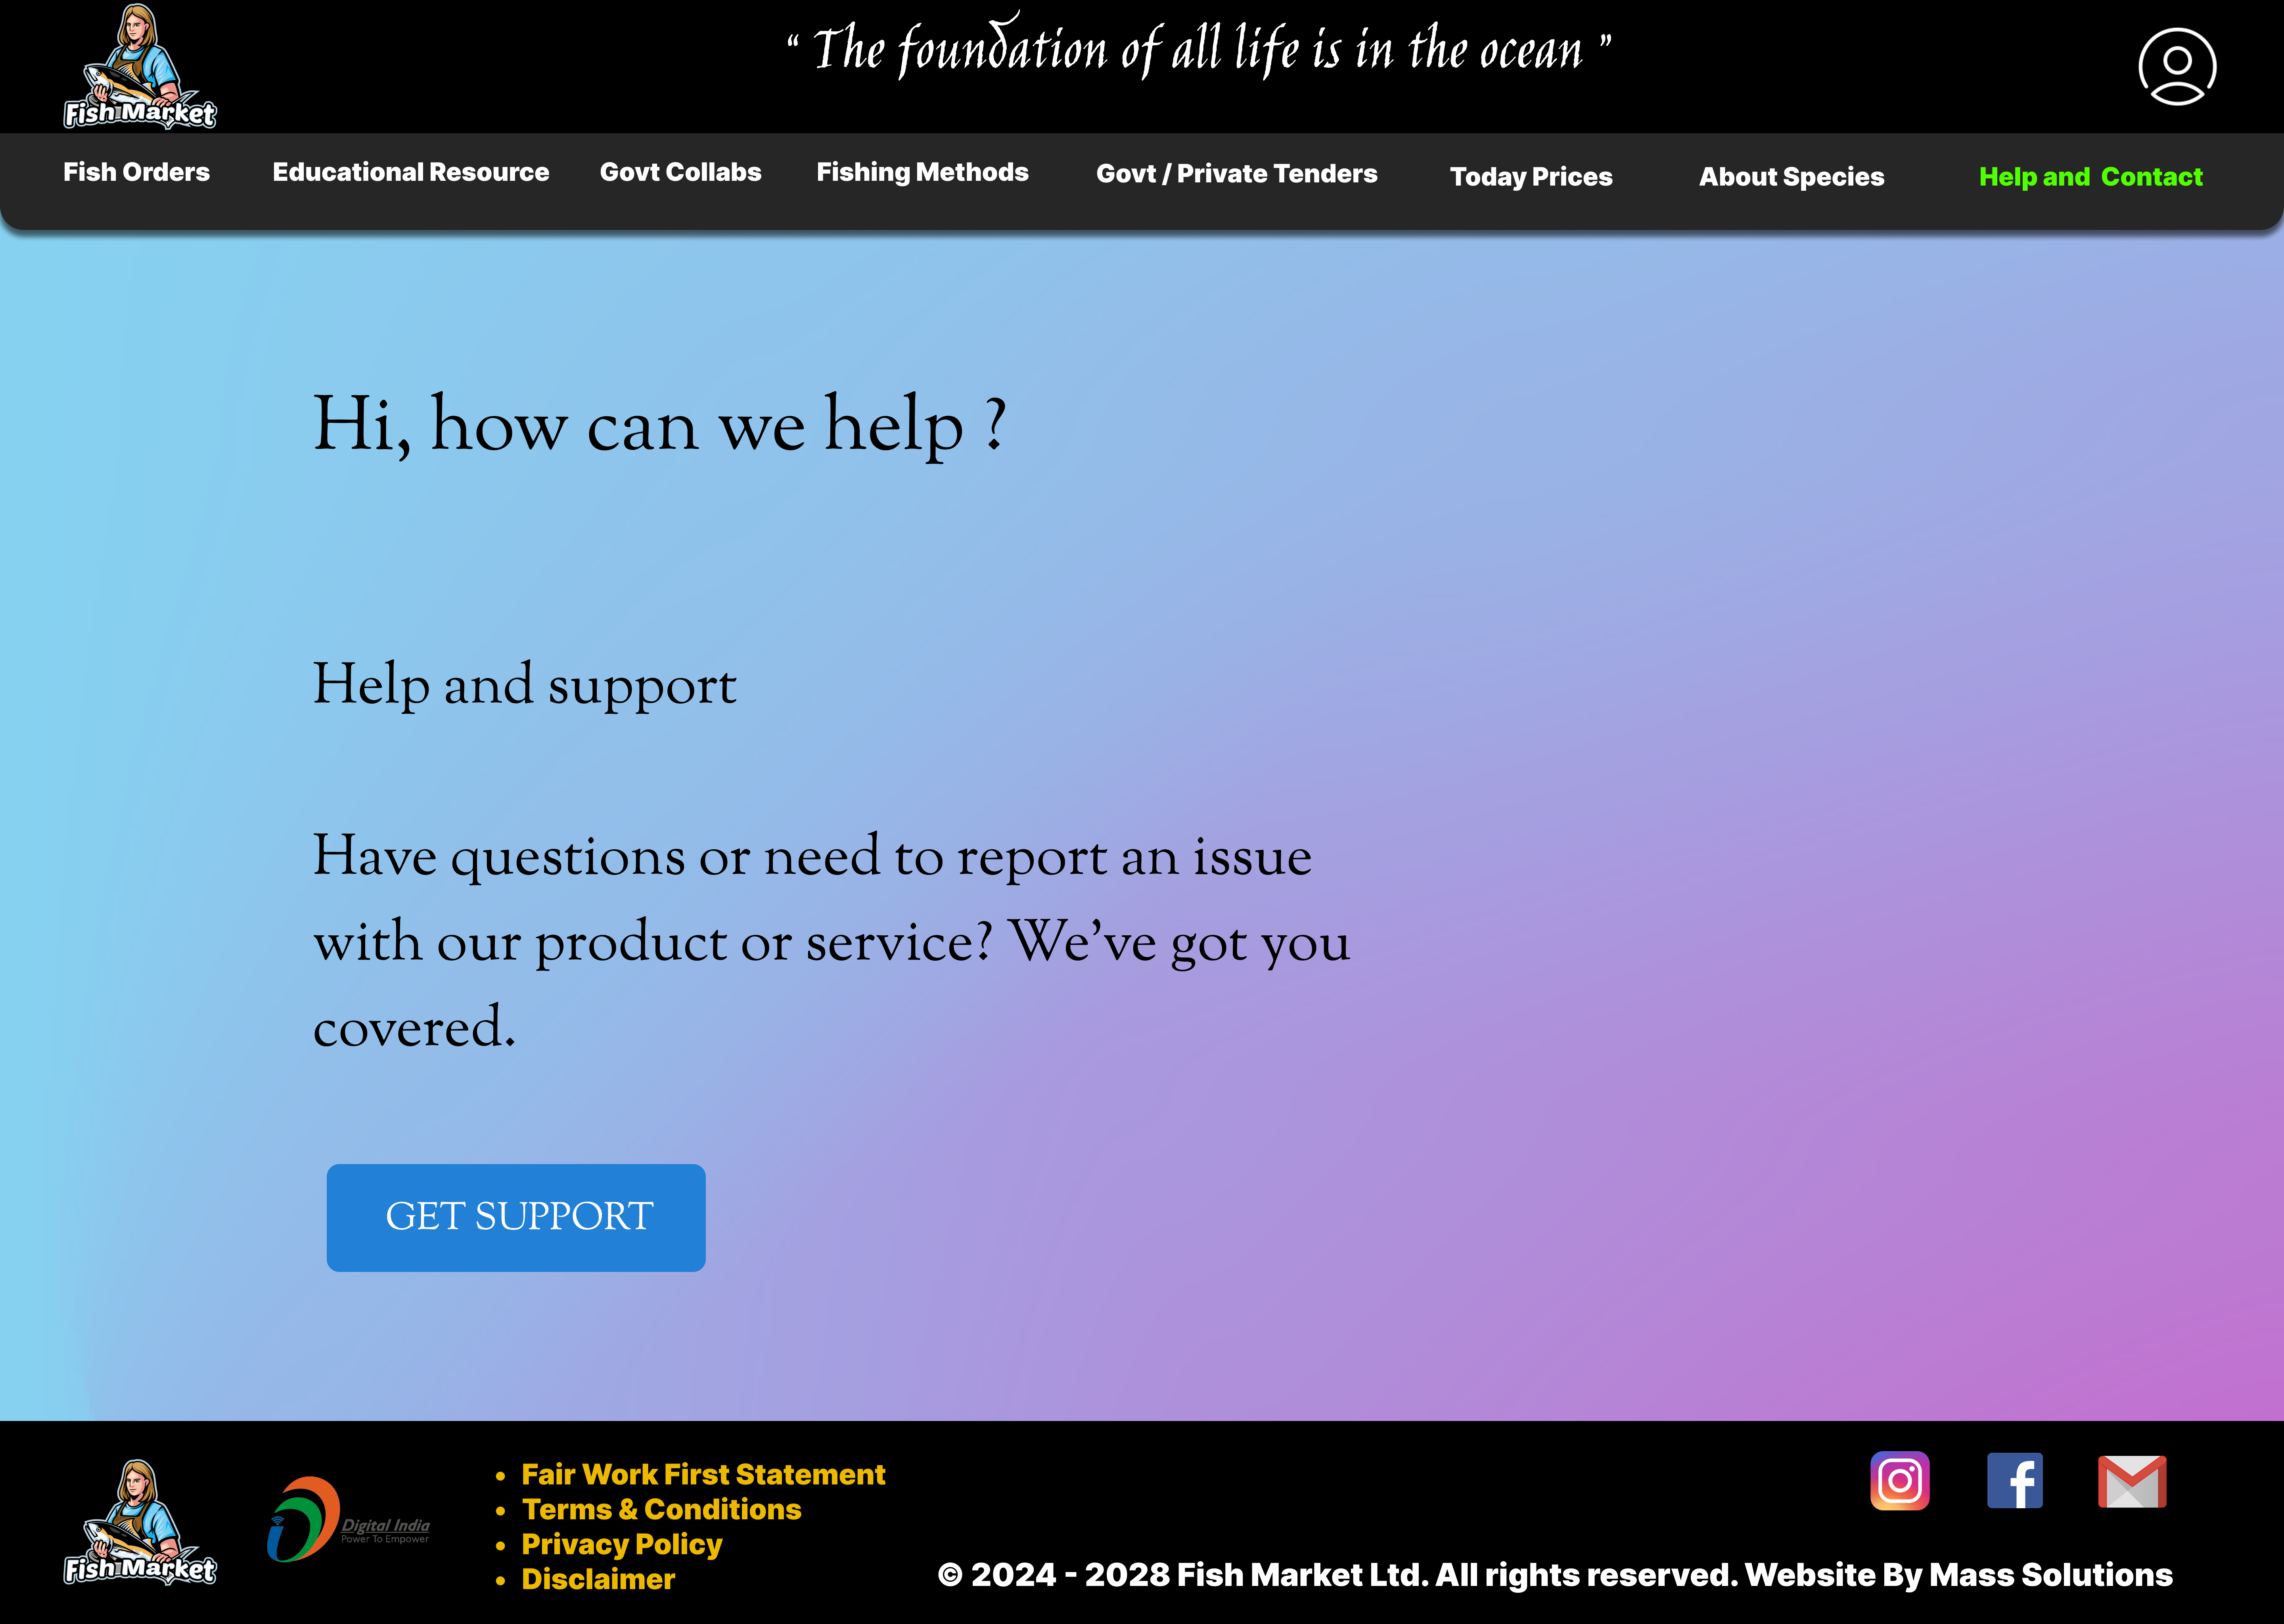 “ The foundation of all life is in the ocean ”
Fish Market
Fish Orders Educational Resource Govt Collabs Fishing Methods Govt / Private Tenders Today Prices About Species Help and Contact
Hi, how can we help ?
Help and support
Have questions or need to report an issue
with our product or service? We’ve got you
covered.
GET SUPPORT
Fish Market
Digital India
Power To Empower
• Fair Work First Statement
• Terms & Conditions
• Privacy Policy
• Disclaimer
© 2024 - 2028 Fish Market Ltd. All rights reserved. Website By Mass Solutions